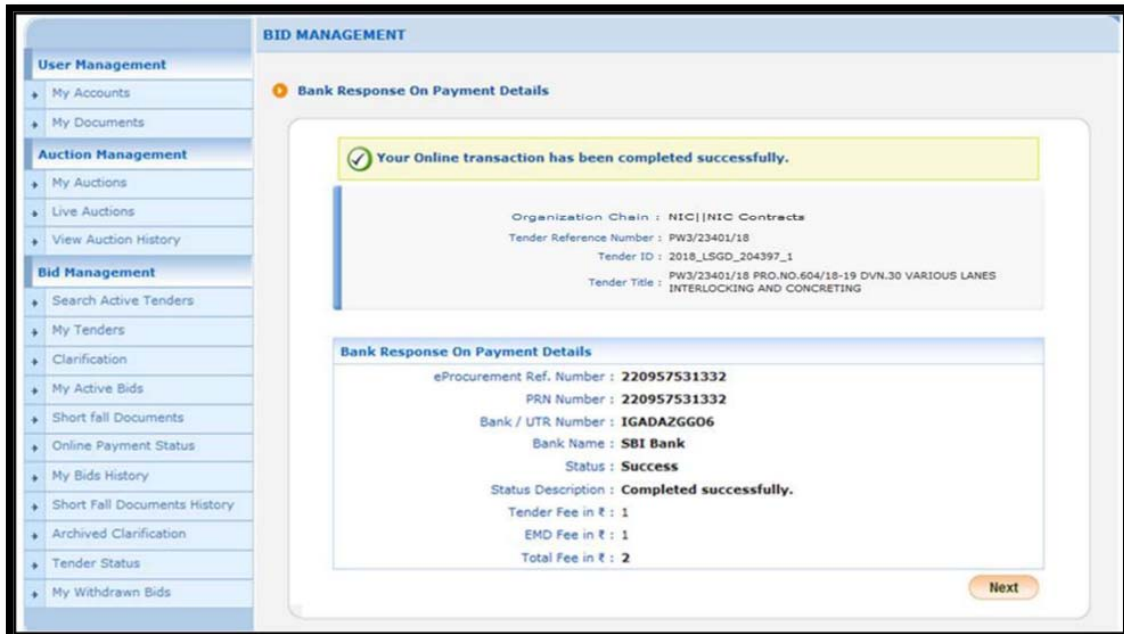 BID MANAGEMENT
User Management
My Accounts
My Documents
Auction Management
My Auctions
Live Auctions
View Auction History
Bid Management
Search Active Tenders
My Tenders
Clarification
My Active Bids
Short fall Documents
Online Payment Status
My Bids History
Short Fall Documents History
Archived Clarification
Tender Status
My Withdrawn Bids
Bank Response On Payment Details
Your Online transaction has been completed successfully.
Organization Chain : NIC||NIC Contracts
Tender Reference Number : PW3/23401/18
Tender ID : 2018_LSGD_204397_1
Tender Title : PW3/23401/18 PRO.NO.604/18-19 DVN.30 VARIOUS LANES
INTERLOCKING AND CONCRETING
Bank Response On Payment Details
eProcurement Ref. Number : 220957531332
PRN Number : 220957531332
Bank / UTR Number : IGADAZGGO6
Bank Name : SBI Bank
Status : Success
Status Description : Completed successfully.
Tender Fee in ₹ : 1
EMD Fee in ₹ : 1
Total Fee in ₹ : 2
Next